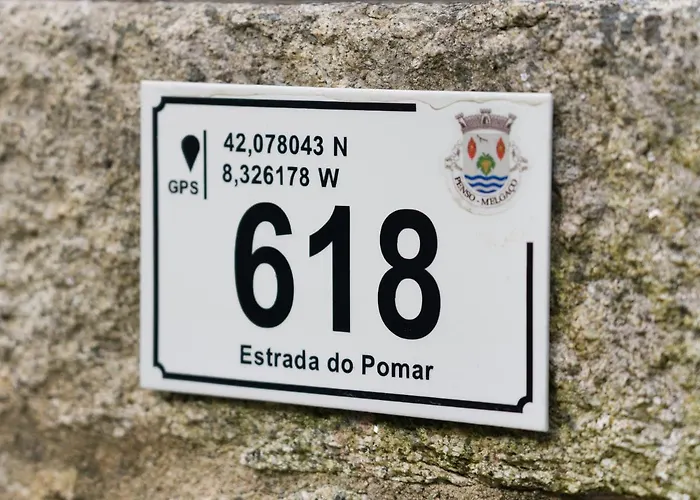 42,078043 N
8,326178 W
GPS
PENSO - MELGAÇO
618
Estrada do Pomar